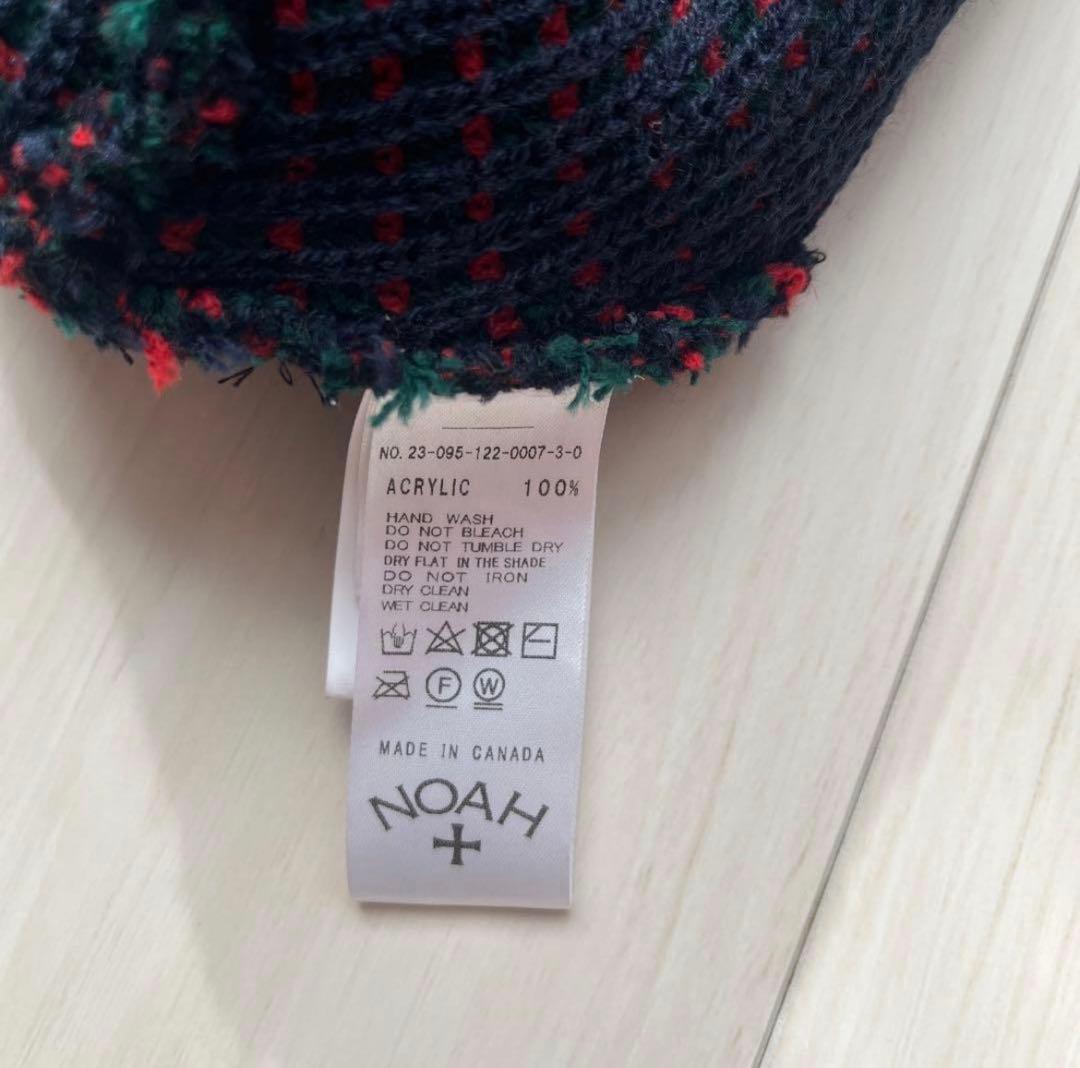 NO. 23-095-122-0007-3-0
ACRYLIC 100%
HAND WASH
DO NOT BLEACH
DO NOT TUMBLE DRY
DRY FLAT IN THE SHADE
DO NOT IRON
DRY CLEAN
WET CLEAN
F W
MADE IN CANADA
NOAH